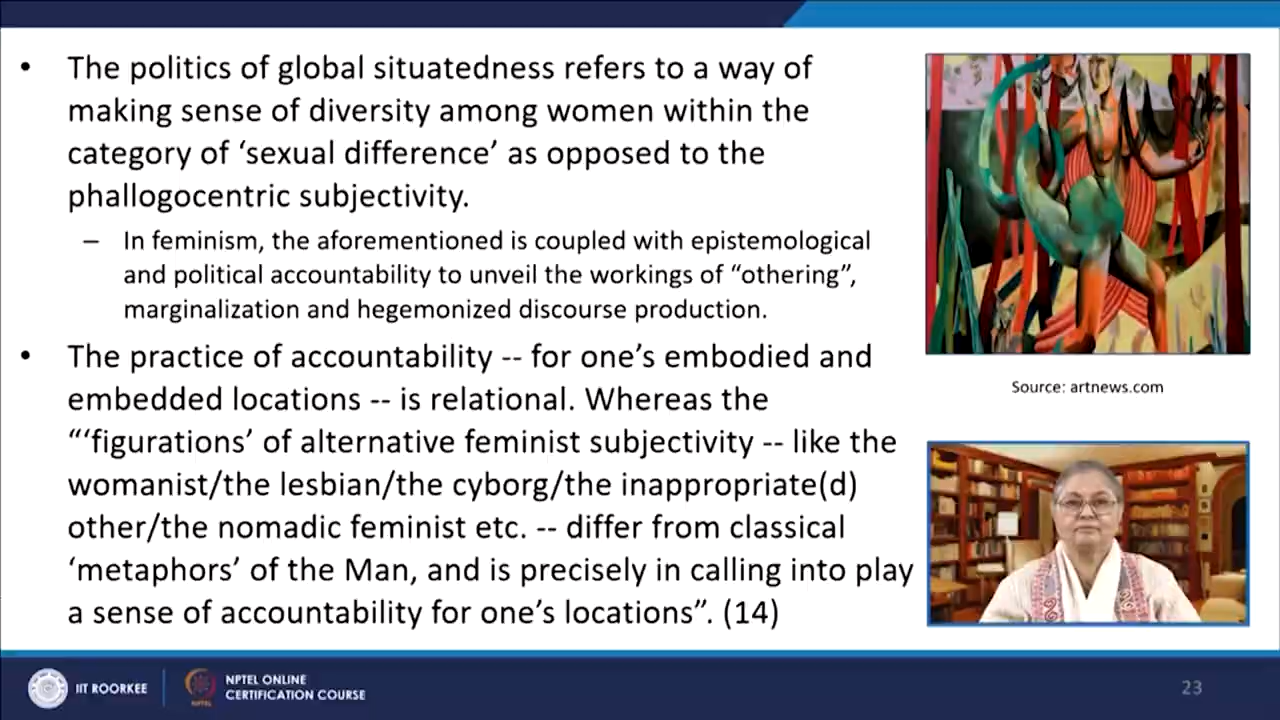 • The politics of global situatedness refers to a way of
making sense of diversity among women within the
category of ‘sexual difference’ as opposed to the
phallogocentric subjectivity.
– In feminism, the aforementioned is coupled with epistemological
and political accountability to unveil the workings of “othering”,
marginalization and hegemonized discourse production.
• The practice of accountability -- for one’s embodied and
embedded locations -- is relational. Whereas the
“‘figurations’ of alternative feminist subjectivity -- like the
womanist/the lesbian/the cyborg/the inappropriate(d)
other/the nomadic feminist etc. -- differ from classical
‘metaphors’ of the Man, and is precisely in calling into play
a sense of accountability for one’s locations”. (14)
Source: artnews.com
IIT ROORKEE
NPTEL
NPTEL ONLINE
CERTIFICATION COURSE
23